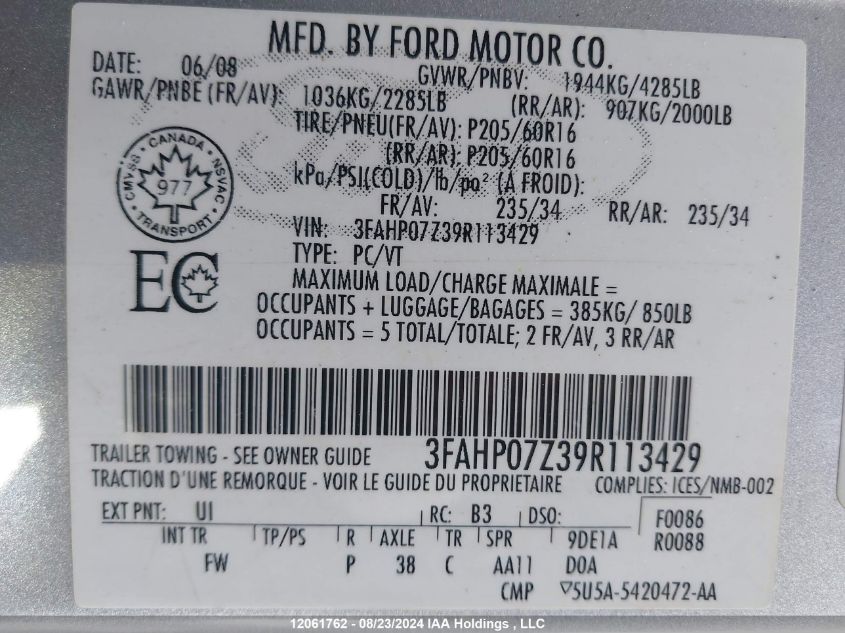 MFD. BY FORD MOTOR CO.
DATE: 06/08 GVWR/PNBV: 1944KG/4285LB
GAWR/PNBE (FR/AV): 1036KG/2285LB (RR/AR): 907KG/2000LB
TIRE/PNEU(FR/AV): P205/60R16
(RR/AR): P205/60R16
kPa/PSI(COLD)/lb/po² (A FROID):
FR/AV: 235/34 RR/AR: 235/34
VIN: 3FAHP07Z39R113429
TYPE: PC/VT
CANADA
CMVSS NSVAC
977
TRANSPORT
EC
MAXIMUM LOAD/CHARGE MAXIMALE =
OCCUPANTS + LUGGAGE/BAGAGES = 385KG/ 850LB
OCCUPANTS = 5 TOTAL/TOTALE; 2 FR/AV, 3 RR/AR
TRAILER TOWING - SEE OWNER GUIDE 3FAHP07Z39R113429
TRACTION D'UNE REMORQUE - VOIR LE GUIDE DU PROPRIETAIRE COMPLIES: ICES/NMB-002
EXT PNT: UI RC: B3 DSO: F0086
INT TR TP/PS R AXLE TR SPR 9DE1A R0088
FW P 38 C AA11 D0A
CMP ▽5U5A-5420472-AA
12061762 - 08/23/2024 IAA Holdings, LLC